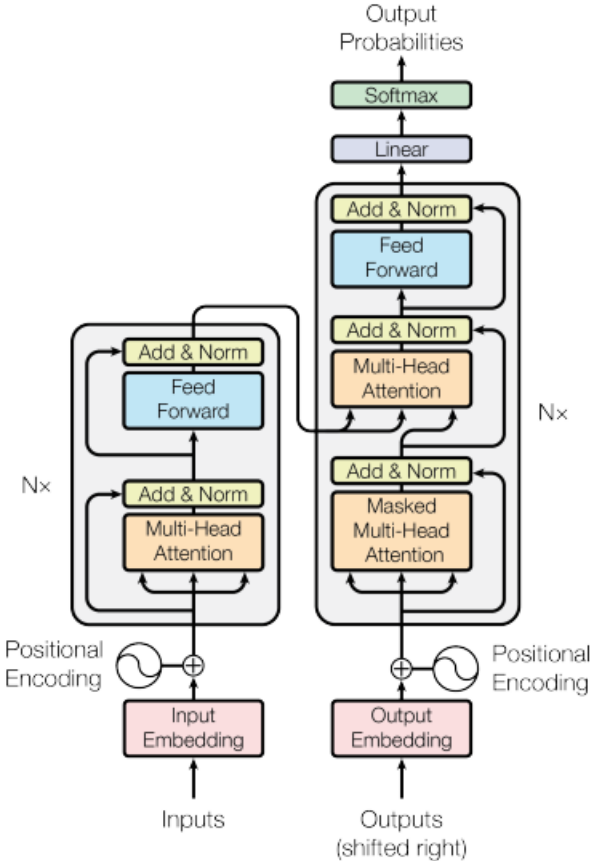 Output
Probabilities
Softmax
Linear
Add & Norm
Feed
Forward
Add & Norm
Multi-Head
Attention
Add & Norm
Masked
Multi-Head
Attention
N×
Add & Norm
Feed
Forward
Add & Norm
Multi-Head
Attention
N×
Positional
Encoding
Positional
Encoding
Input
Embedding
Output
Embedding
Inputs
Outputs
(shifted right)